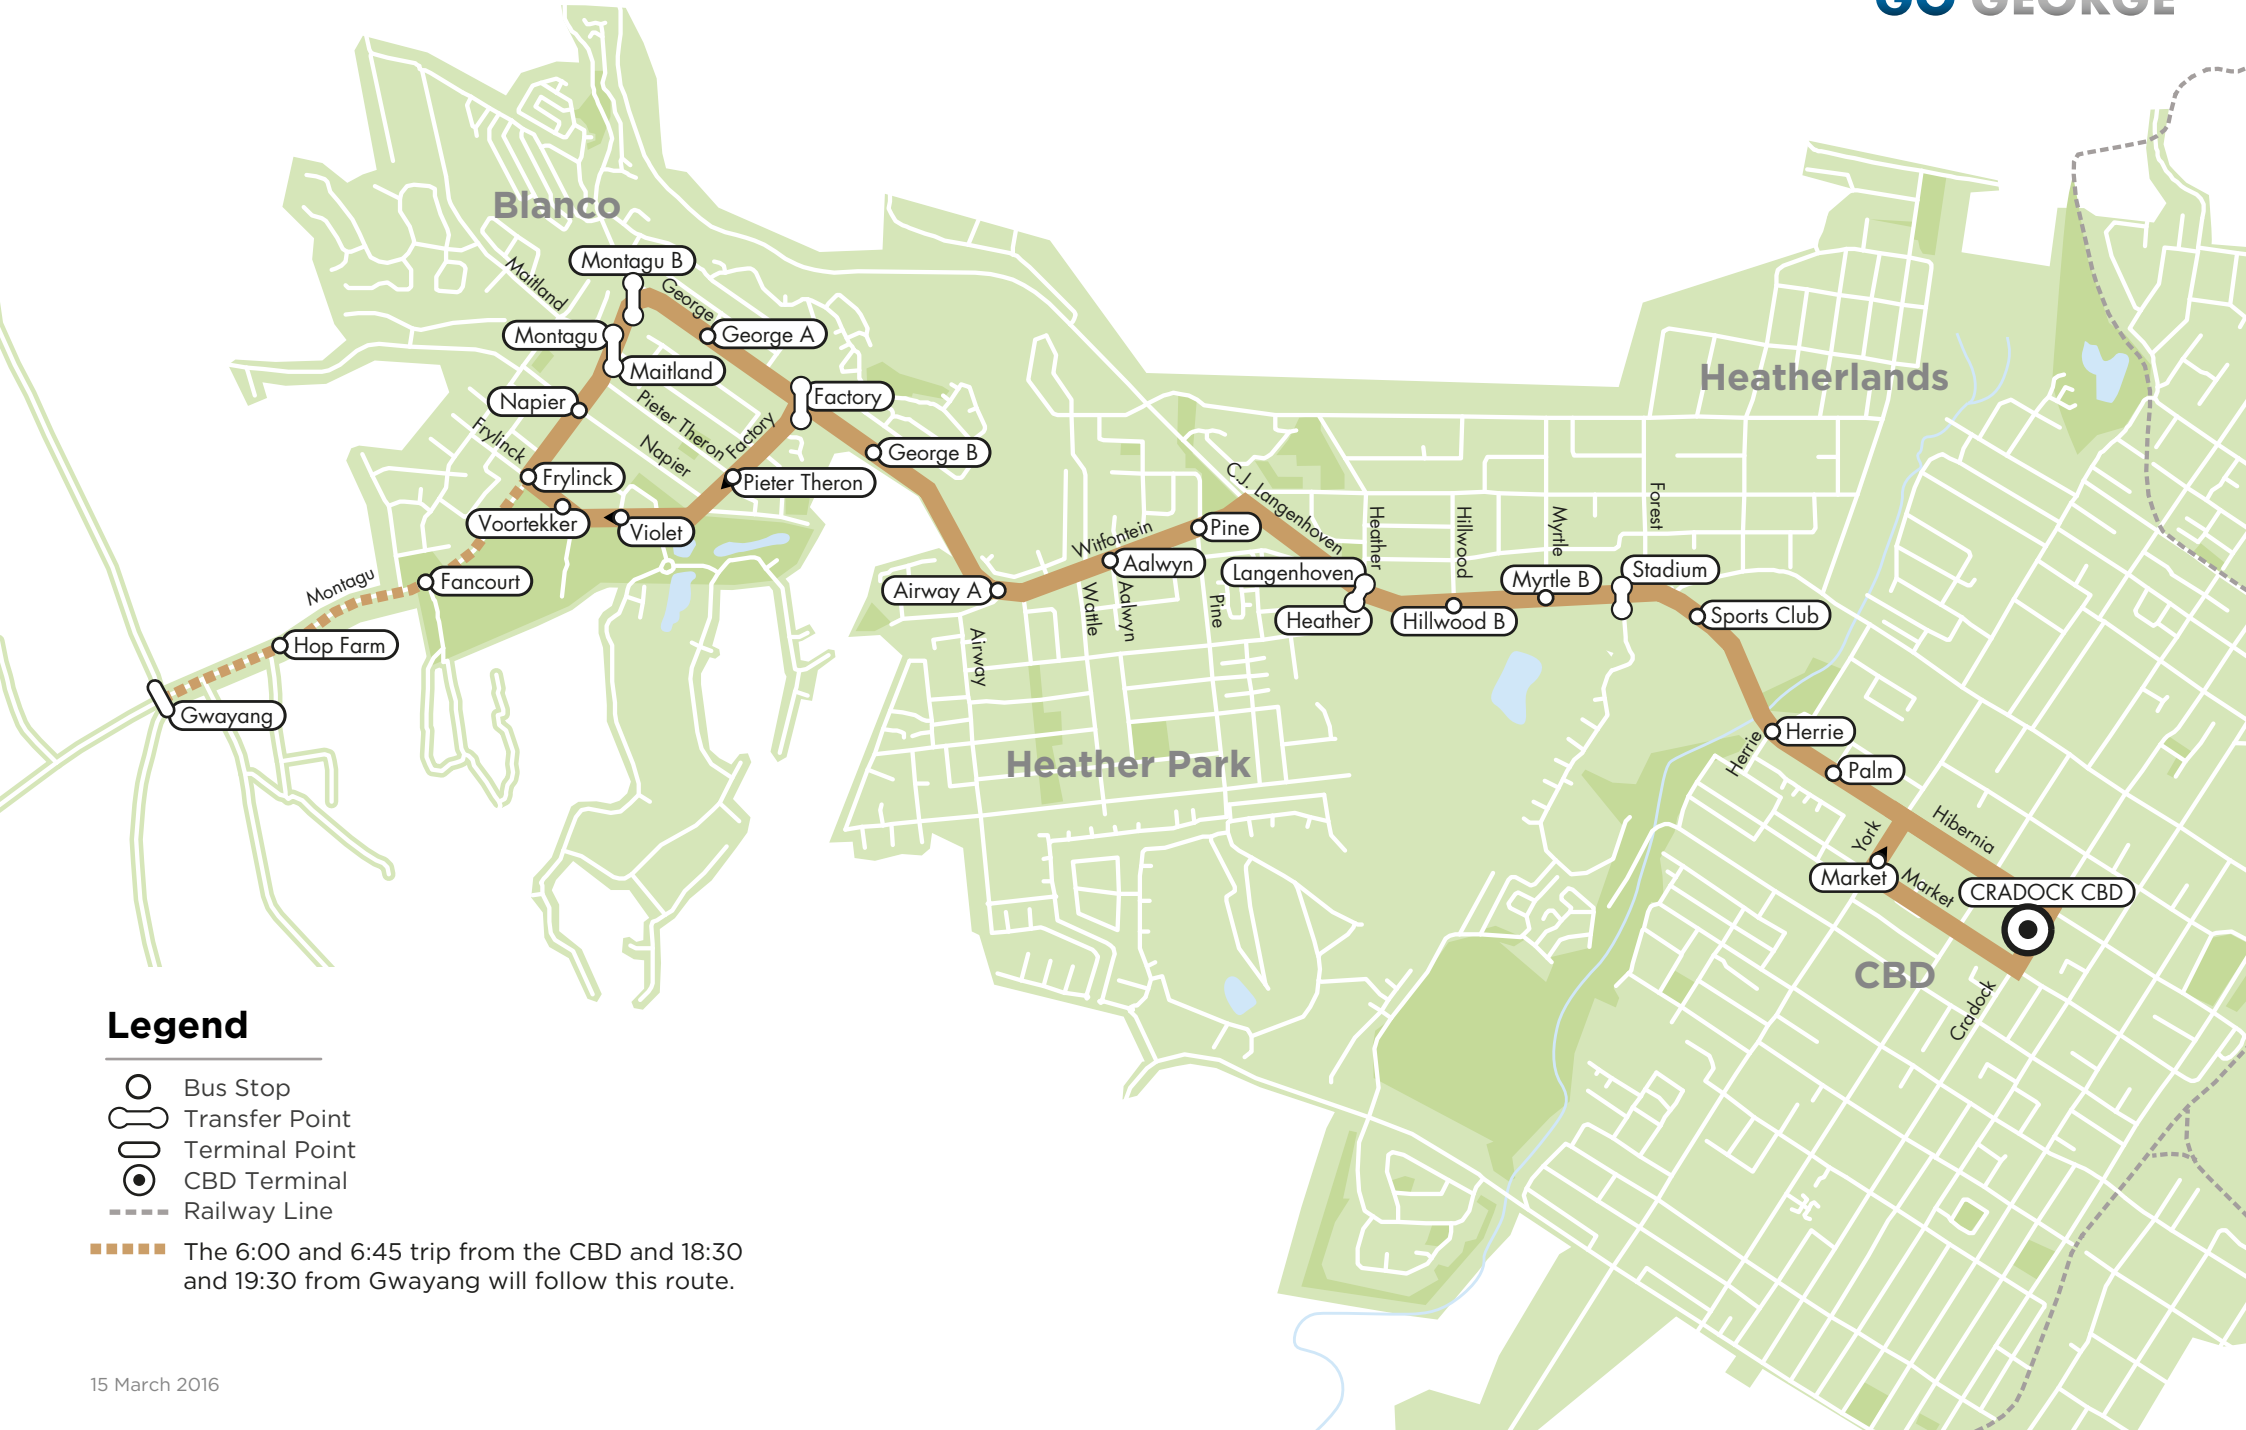 GO GEORGE
Blanco
Heatherlands
Heather Park
CBD
Montagu B
Maitland
George
Montagu
George A
Maitland
Napier
Factory
Pieter Theron
Factory
Frylinck
Napier
George B
Frylinck
Pieter Theron
Voortekker
Violet
Montagu
Fancourt
Hop Farm
Gwayang
Airway A
Airway
Witfontein
Wattle
Aalwyn
Aalwyn
Pine
Pine
C.J. Langenhoven
Langenhoven
Heather
Heather
Hillwood
Hillwood B
Myrtle
Myrtle B
Forest
Stadium
Sports Club
Herrie
Herrie
Palm
Hibernia
York
Market
Market
CRADOCK CBD
Cradock
Legend
Bus Stop
Transfer Point
Terminal Point
CBD Terminal
Railway Line
The 6:00 and 6:45 trip from the CBD and 18:30
and 19:30 from Gwayang will follow this route.
15 March 2016